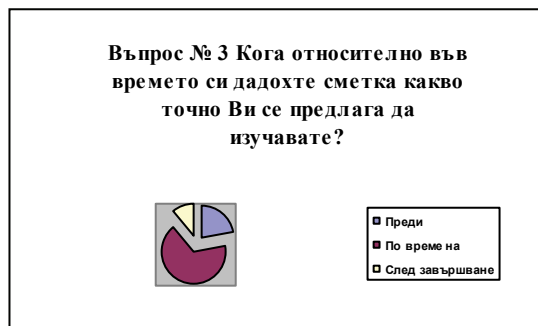 Въпрос № 3 Кога относително във
времето си дадохте сметка какво
точно Ви се предлага да
изучавате?
Преди
По време на
След завършване